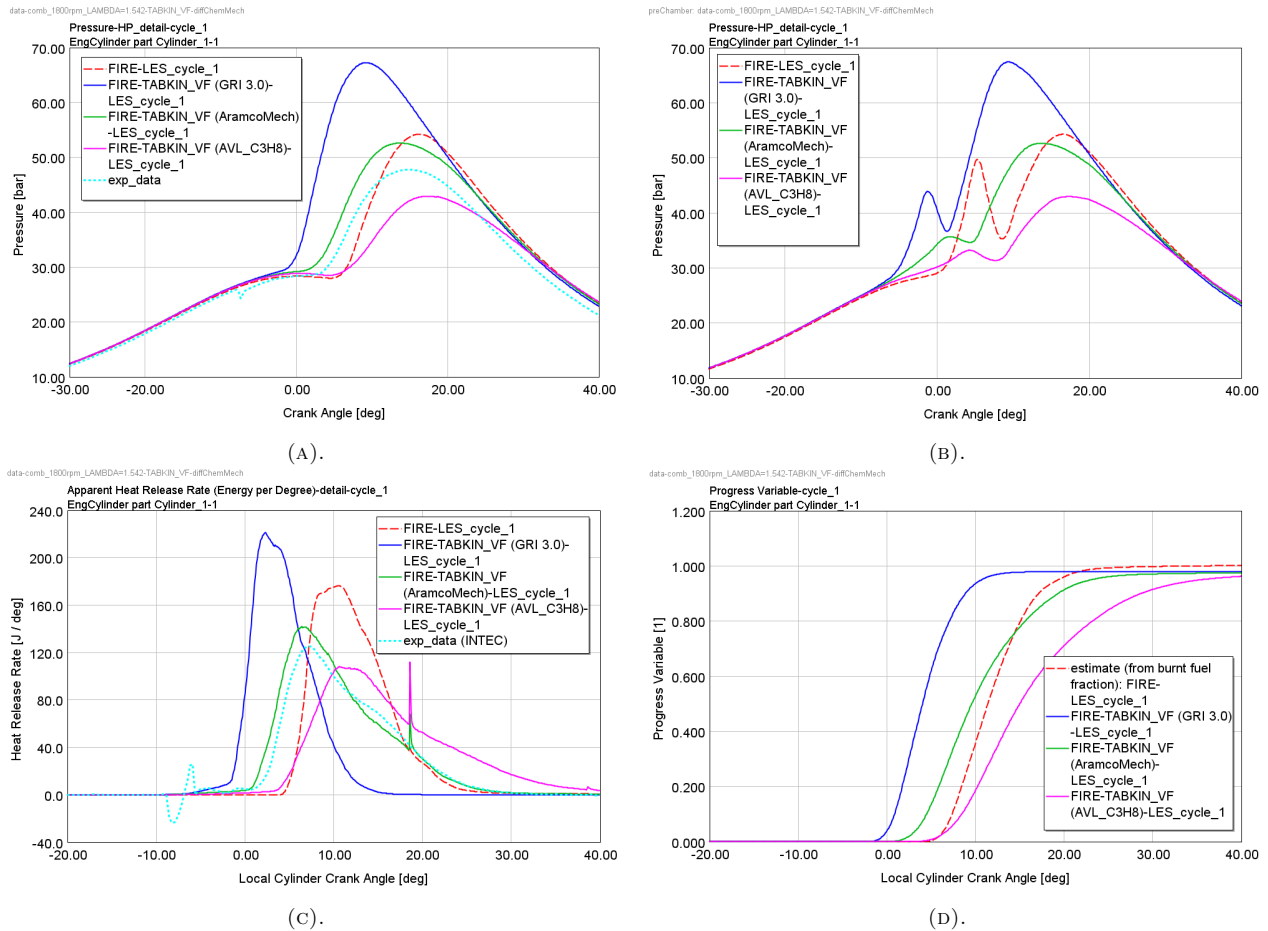 data-comb_1800rpm_LAMBDA=1.542-TABKIN_VF-diffChemMech
Pressure-HP_detail-cycle_1
EngCylinder part Cylinder_1-1
70.00
60.00
50.00
40.00
30.00
20.00
10.00
Pressure [bar]
FIRE-LES_cycle_1
FIRE-TABKIN_VF (GRI 3.0)-
LES_cycle_1
FIRE-TABKIN_VF (AramcoMech)
-LES_cycle_1
FIRE-TABKIN_VF (AVL_C3H8)-
LES_cycle_1
exp_data
-30.00
-20.00
0.00
20.00
40.00
Crank Angle [deg]
(A).
preChamber: data-comb_1800rpm_LAMBDA=1.542-TABKIN_VF-diffChemMech
Pressure-HP_detail-cycle_1
EngCylinder part Cylinder_1-1
70.00
60.00
50.00
40.00
30.00
20.00
10.00
Pressure [bar]
FIRE-LES_cycle_1
FIRE-TABKIN_VF
(GRI 3.0)-
LES_cycle_1
FIRE-TABKIN_VF
(AramcoMech)-
LES_cycle_1
FIRE-TABKIN_VF
(AVL_C3H8)-
LES_cycle_1
-30.00
-20.00
0.00
20.00
40.00
Crank Angle [deg]
(B).
data-comb_1800rpm_LAMBDA=1.542-TABKIN_VF-diffChemMech
Apparent Heat Release Rate (Energy per Degree)-detail-cycle_1
EngCylinder part Cylinder_1-1
240.0
200.0
160.0
120.0
80.0
40.0
0.0
-40.0
Heat Release Rate [J / deg]
FIRE-LES_cycle_1
FIRE-TABKIN_VF (GRI 3.0)-
LES_cycle_1
FIRE-TABKIN_VF
(AramcoMech)-LES_cycle_1
FIRE-TABKIN_VF (AVL_C3H8)-
LES_cycle_1
exp_data (INTEC)
-20.00
-10.00
0.00
10.00
20.00
30.00
40.00
Local Cylinder Crank Angle [deg]
(C).
data-comb_1800rpm_LAMBDA=1.542-TABKIN_VF-diffChemMech
Progress Variable-cycle_1
EngCylinder part Cylinder_1-1
1.200
1.000
0.800
0.600
0.400
0.200
0.000
Progress Variable [1]
estimate (from burnt fuel
fraction): FIRE-
LES_cycle_1
FIRE-TABKIN_VF (GRI 3.0)
-LES_cycle_1
FIRE-TABKIN_VF
(AramcoMech)-
LES_cycle_1
FIRE-TABKIN_VF
(AVL_C3H8)-LES_cycle_1
-20.00
-10.00
0.00
10.00
20.00
30.00
40.00
Local Cylinder Crank Angle [deg]
(D).